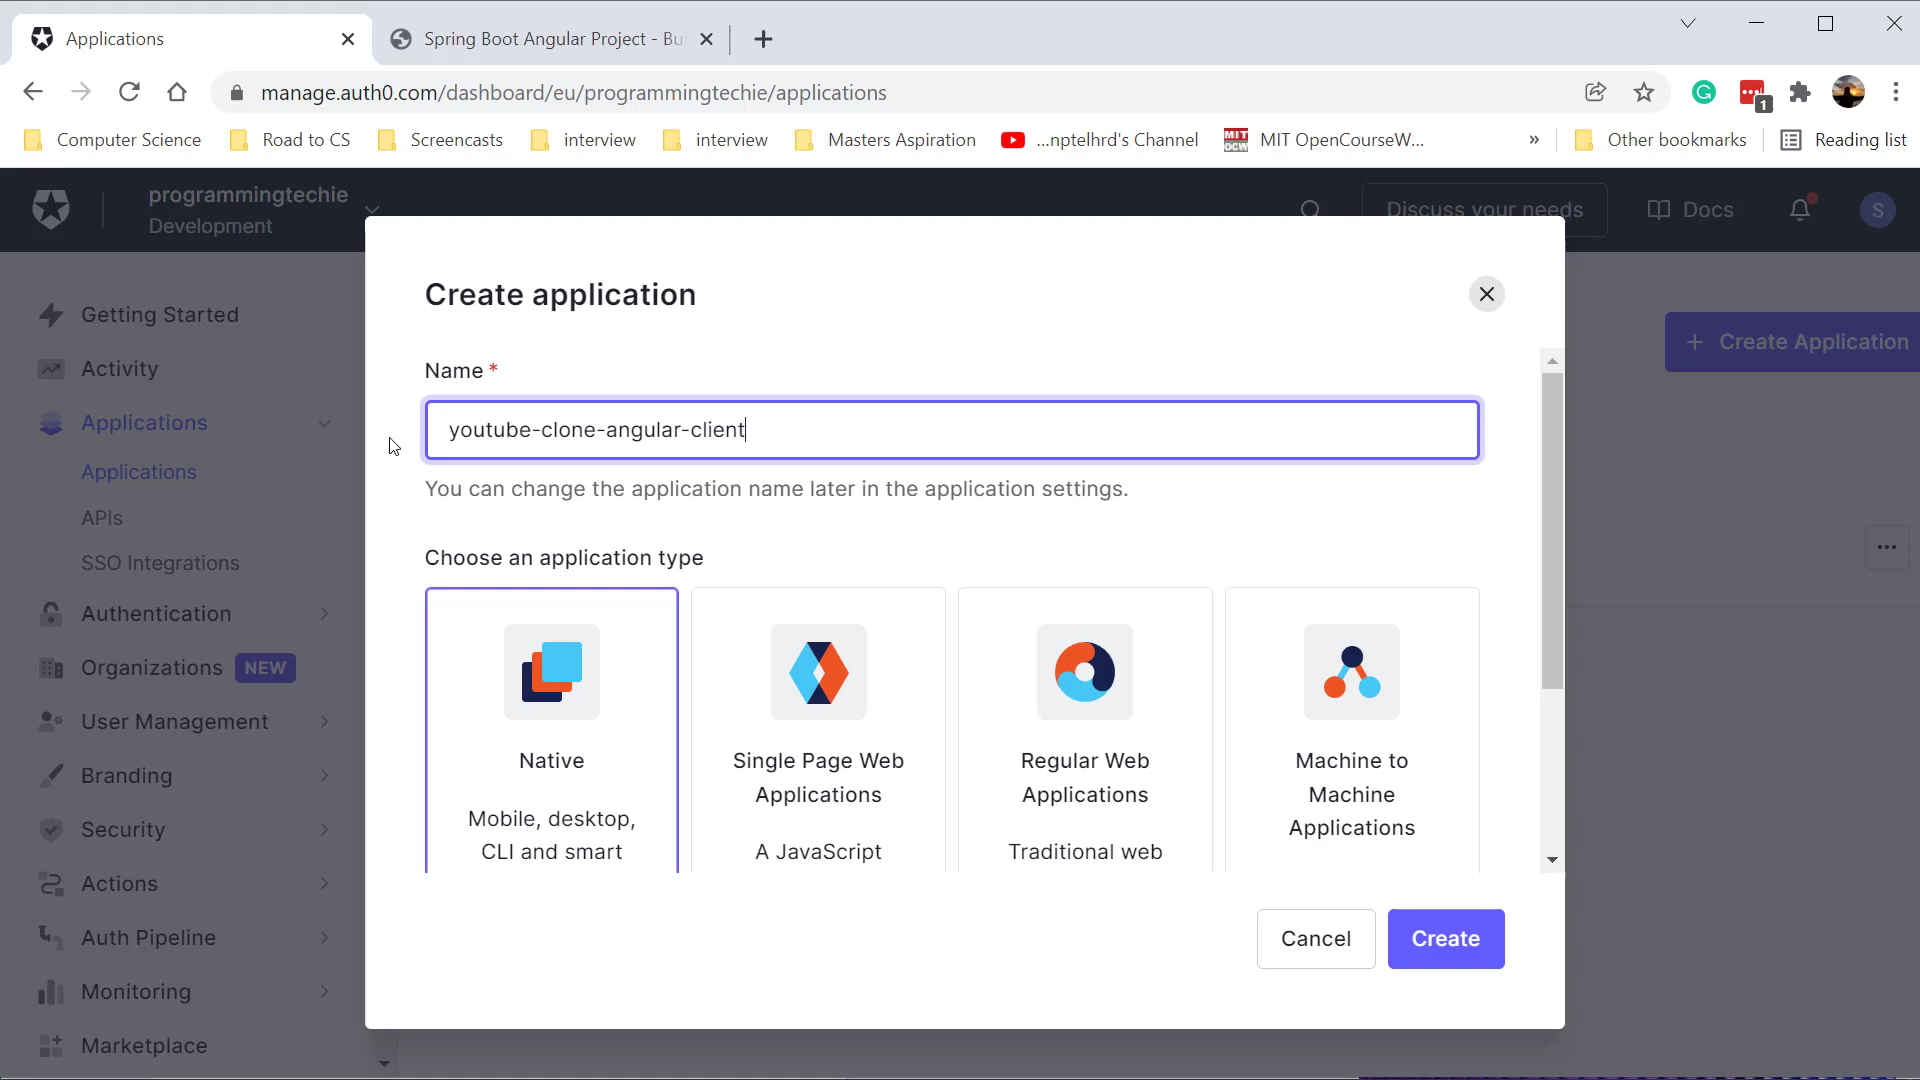 Applications
Spring Boot Angular Project - Bu
manage.auth0.com/dashboard/eu/programmingtechie/applications
1
Computer Science
Road to CS
Screencasts
interview
interview
Masters Aspiration
...nptelhrd's Channel
MIT OpenCourseW...
»
Other bookmarks
Reading list
programmingtechie
Development
Discuss your needs
Docs
S
Getting Started
Activity
Applications
Applications
APIs
SSO Integrations
Authentication
Organizations NEW
User Management
Branding
Security
Actions
Auth Pipeline
Monitoring
Marketplace
+ Create Application
Create application
Name *
youtube-clone-angular-client
You can change the application name later in the application settings.
Choose an application type
Native
Mobile, desktop,
CLI and smart
Single Page Web
Applications
A JavaScript
Regular Web
Applications
Traditional web
Machine to
Machine
Applications
Cancel
Create